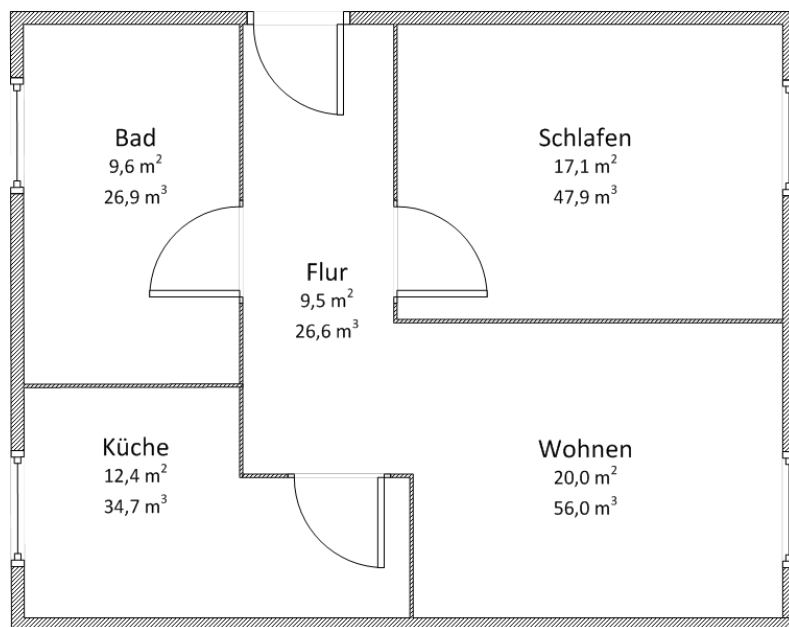 Bad
9,6 m²
26,9 m³
Schlafen
17,1 m²
47,9 m³
Flur
9,5 m²
26,6 m³
Küche
12,4 m²
34,7 m³
Wohnen
20,0 m²
56,0 m³